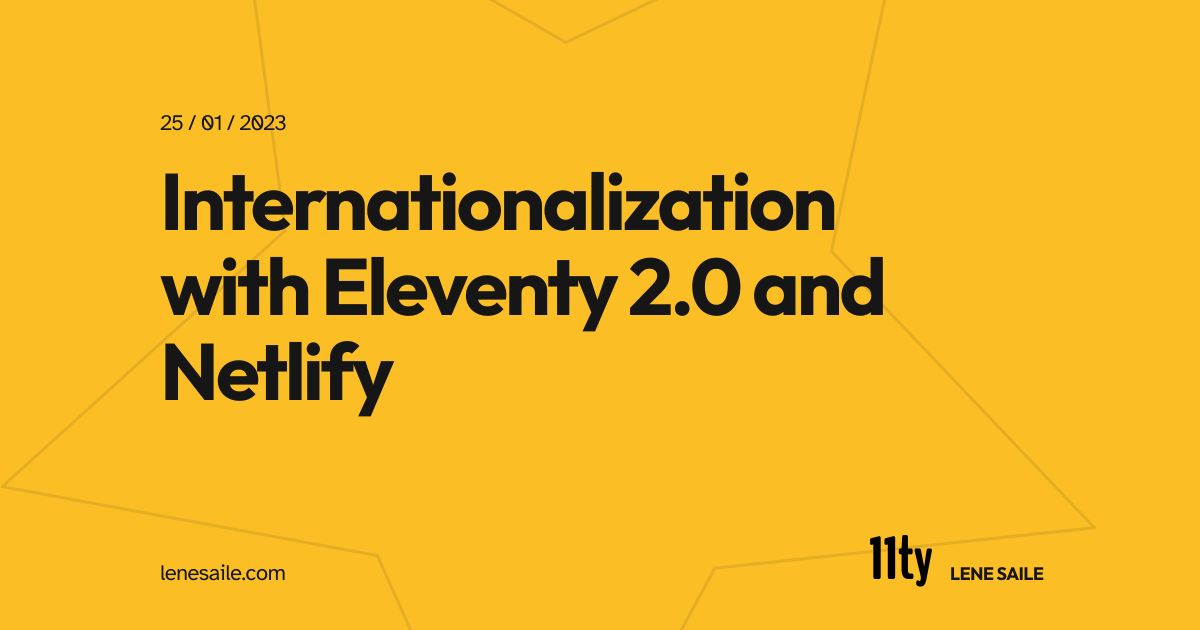 25 / 01 / 2023
Internationalization
with Eleventy 2.0 and
Netlify
lenesaile.com
11ty LENE SAILE